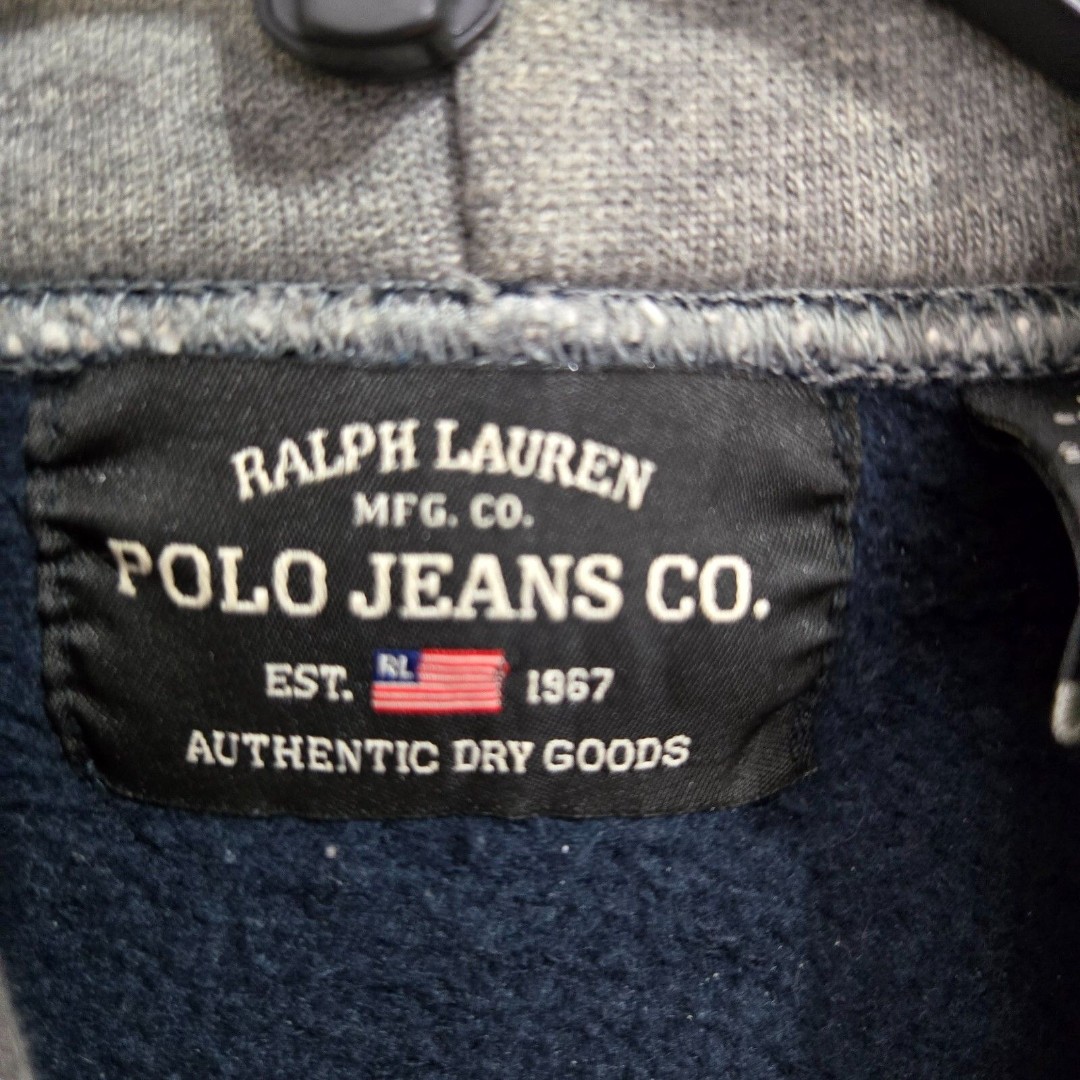 RALPH LAUREN
MFG. CO.
POLO JEANS CO.
EST. RL 1967
AUTHENTIC DRY GOODS